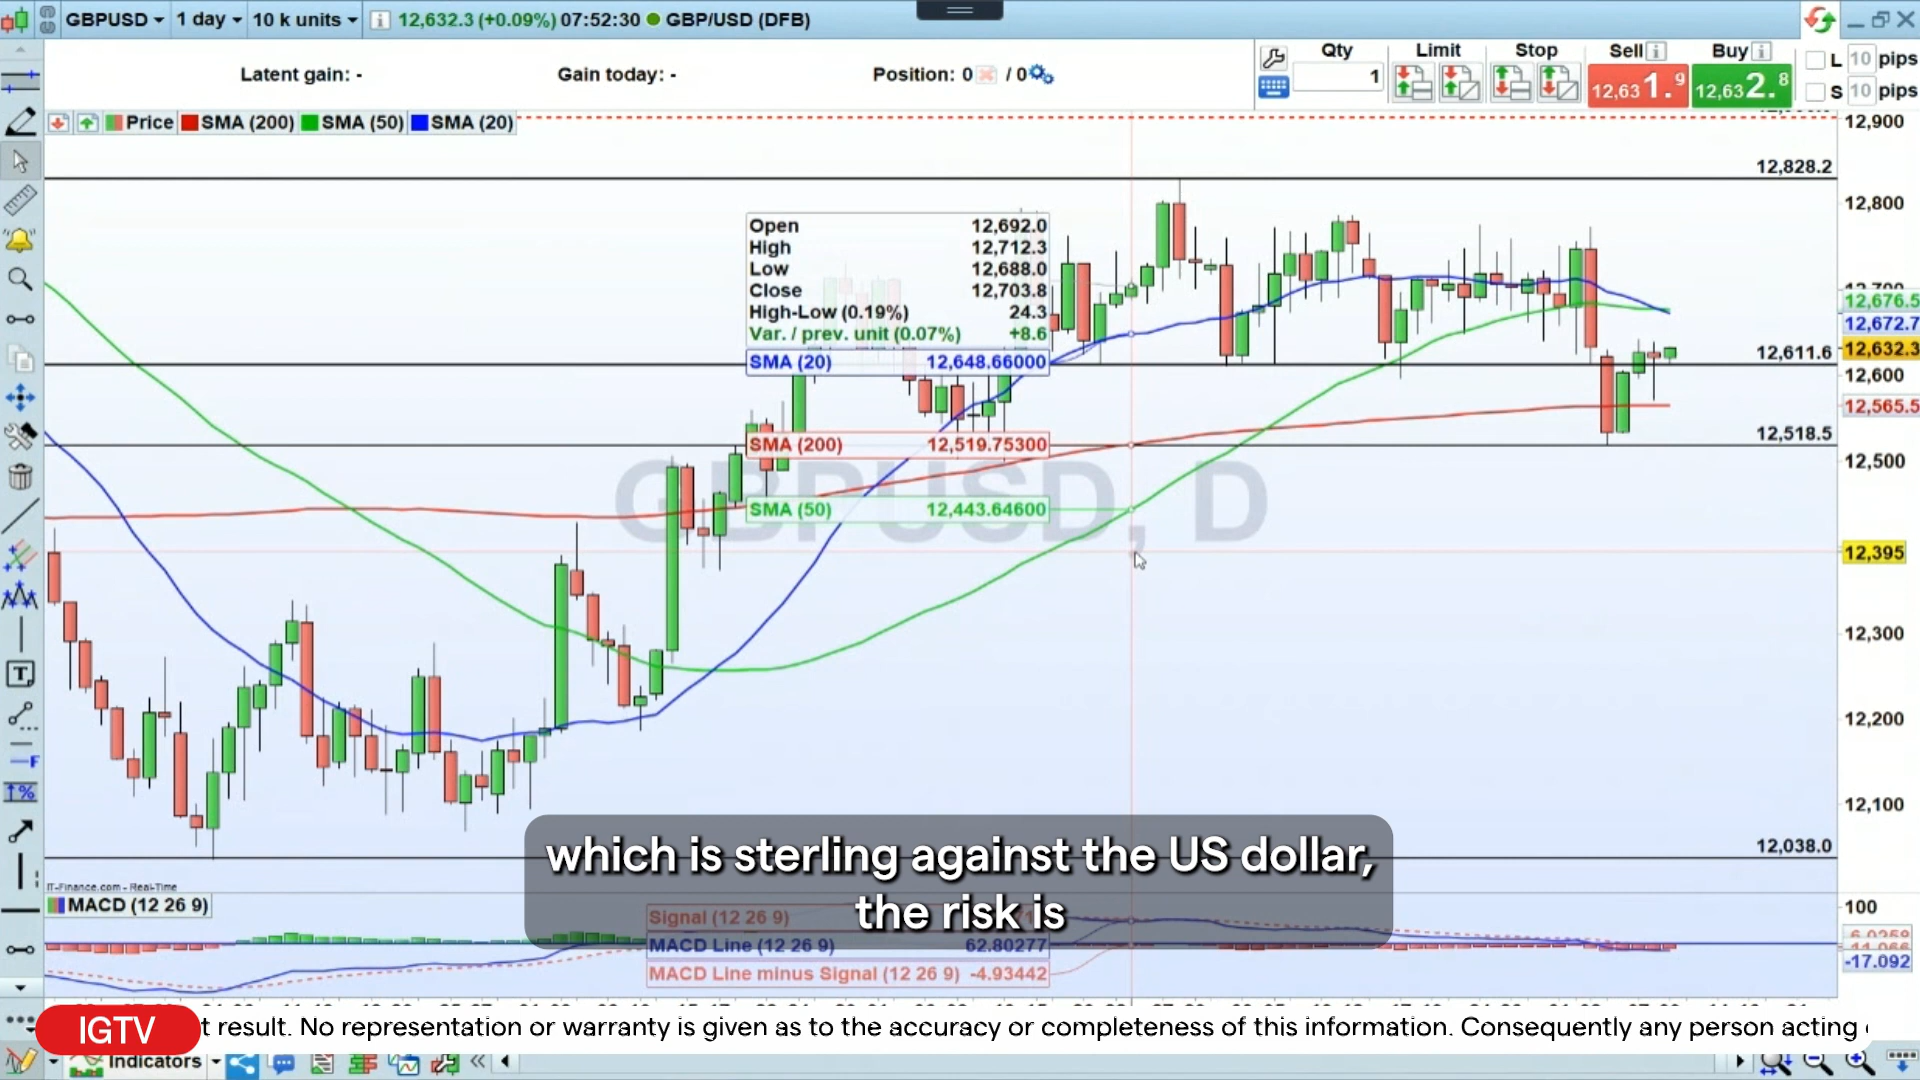 GBPUSD 1 day 10 k units 12,632.3 (+0.09%) 07:52:30 GBP/USD (DFB)
Latent gain: - Gain today: - Position: 0 / 0
Qty Limit Stop Sell Buy L 10 pips
1 12,631.9 12,632.8 S 10 pips
Price SMA (200) SMA (50) SMA (20)
12,900
12,828.2
12,800
Open 12,692.0
High 12,712.3
Low 12,688.0
Close 12,703.8
High-Low (0.19%) 24.3
Var. / prev. unit (0.07%) +8.6
SMA (20) 12,648.66000
12,676.5
12,672.7
12,632.3
12,611.6
12,600
12,565.5
SMA (200) 12,519.75300
12,518.5
12,500
SMA (50) 12,443.64600
GBPUSD, D
12,395
12,300
12,200
12,100
12,038.0
which is sterling against the US dollar,
the risk is
IT-Finance.com - Real-Time
MACD (12 26 9)
100
Signal (12 26 9)
MACD Line (12 26 9) 62.80277
MACD Line minus Signal (12 26 9) -4.93442
-17.092
IGTV t result. No representation or warranty is given as to the accuracy or completeness of this information. Consequently any person acting
Indicators